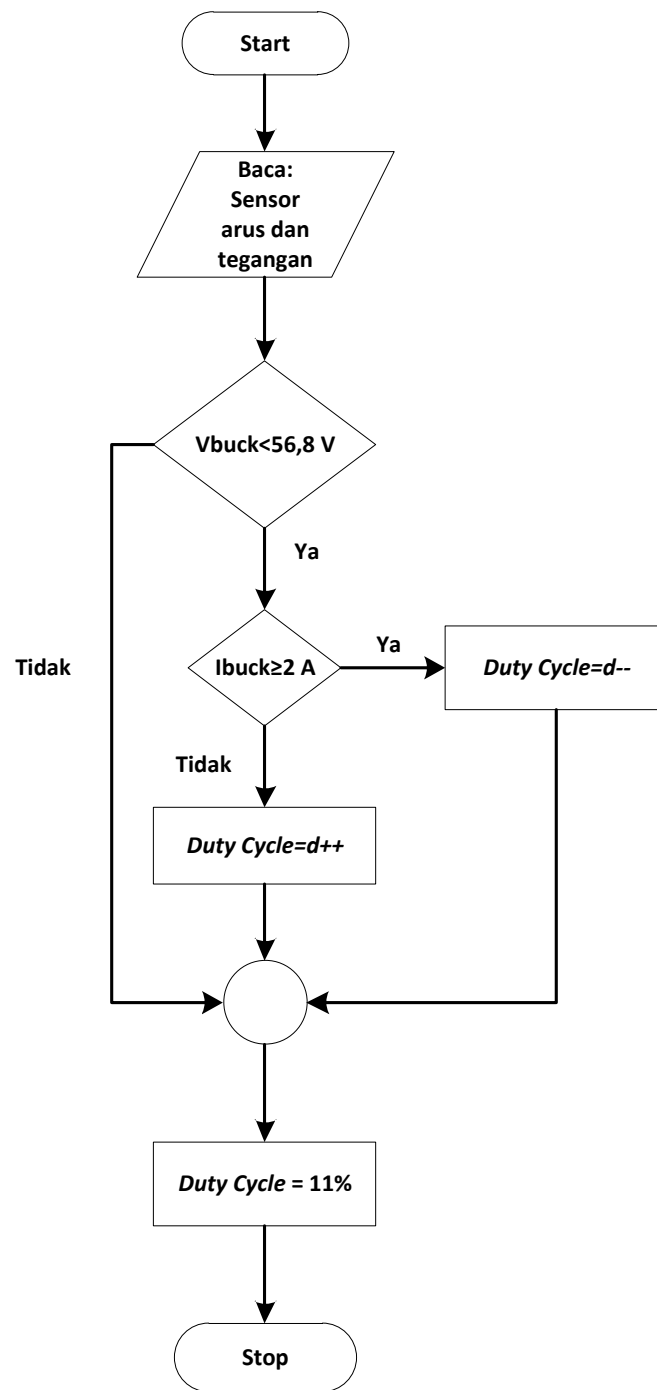 Start
Baca:
Sensor
arus dan
tegangan
Vbuck<56,8 V
Ya
Ibuck≥2 A
Ya
Duty Cycle=d--
Tidak
Tidak
Duty Cycle=d++
Duty Cycle = 11%
Stop